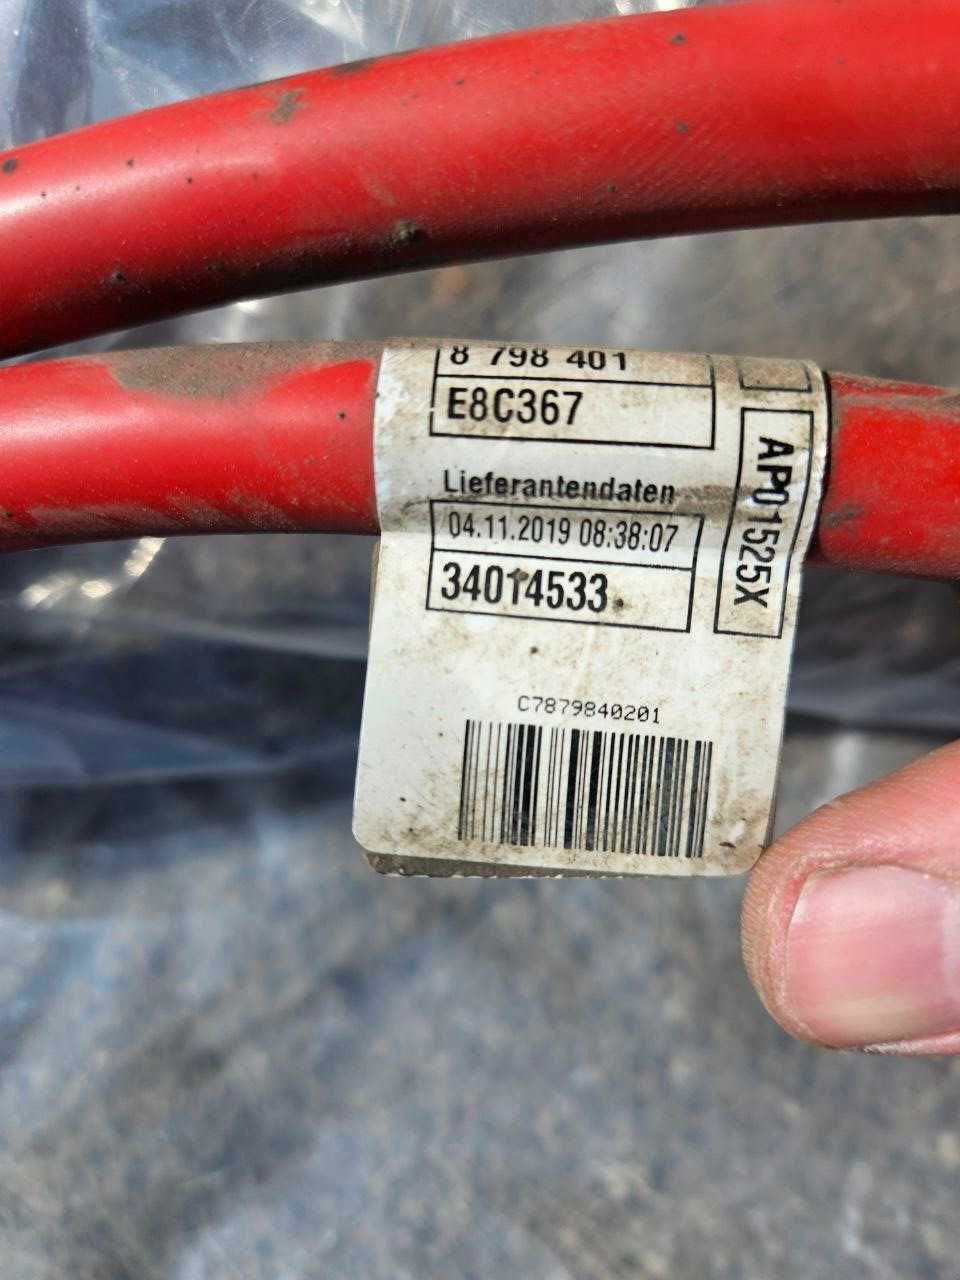 8 798 401
E8C367
Lieferantendaten
04.11.2019 08:38:07
34014533
AP01525X
C7879840201